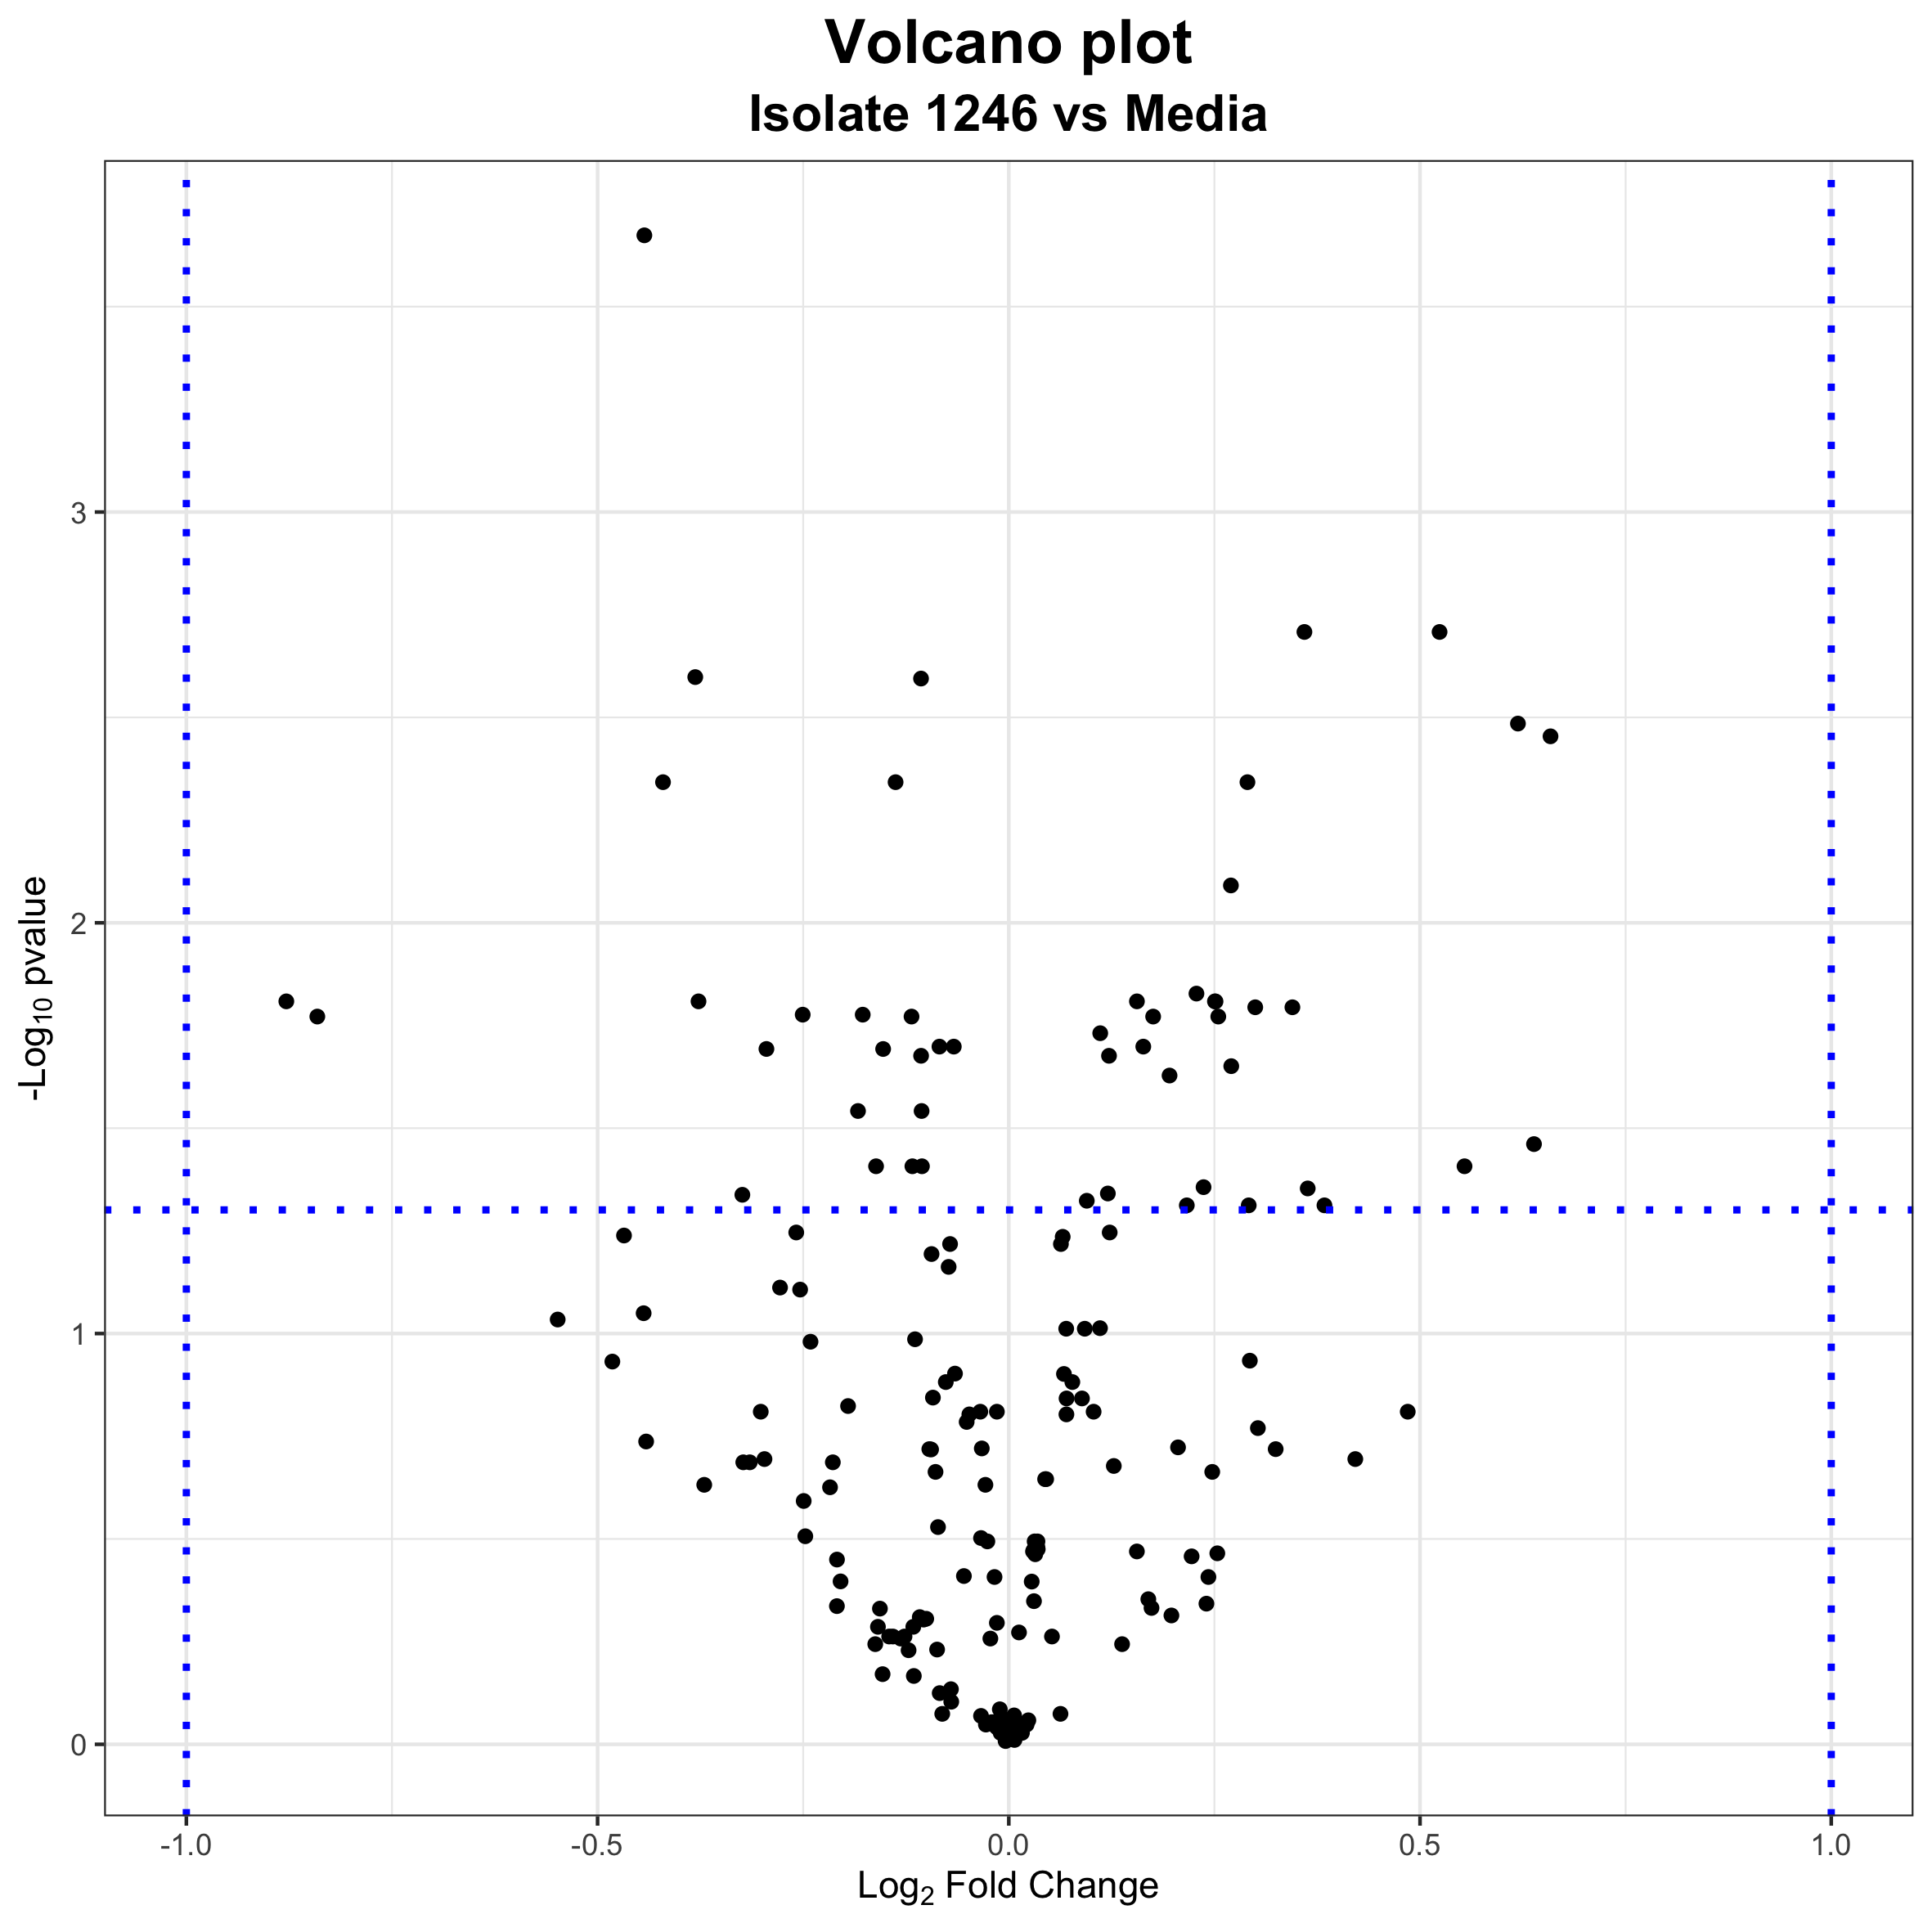 Volcano plot
Isolate 1246 vs Media
3
2
1
0
-Log10 pvalue
-1.0 -0.5 0.0 0.5 1.0
Log2 Fold Change